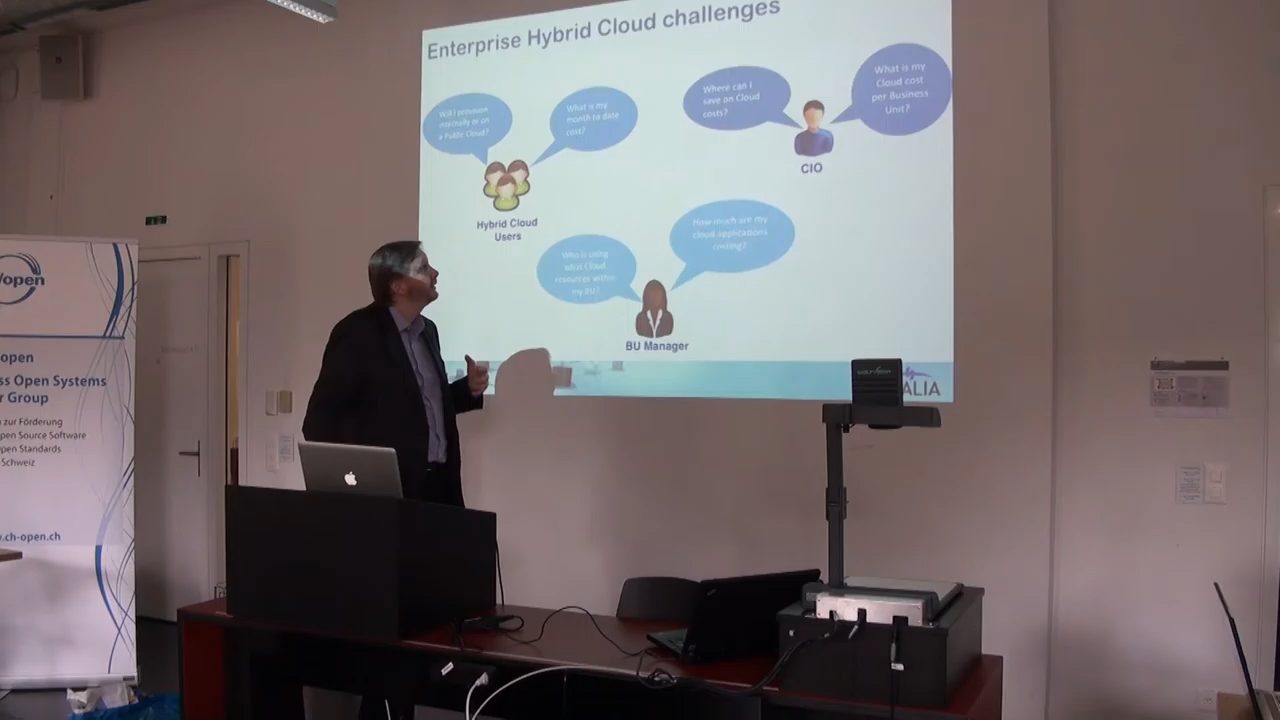 Enterprise Hybrid Cloud challenges
Will I provision
internally or on
a Public Cloud?
What is my
month to date
cost?
Hybrid Cloud
Users
Where can I
save on Cloud
costs?
What is my
Cloud cost
per Business
Unit?
CIO
Who is using
what Cloud
resources within
my BU?
How much are my
cloud applications
costing?
BU Manager
ALIA
WOLFVISION
/open
open
ss Open Systems
r Group
zur Förderung
pen Source Software
pen Standards
Schweiz
.ch-open.ch